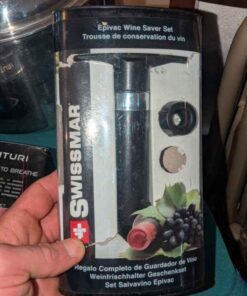 Epivac Wine Saver Set
Trousse de conservation du vin
SWISSMAR
NTURI
TO BREATHE
Regalo Completo de Guardador de Vino
Weinfrischhalter Geschenkset
Set Salvavino Epivac